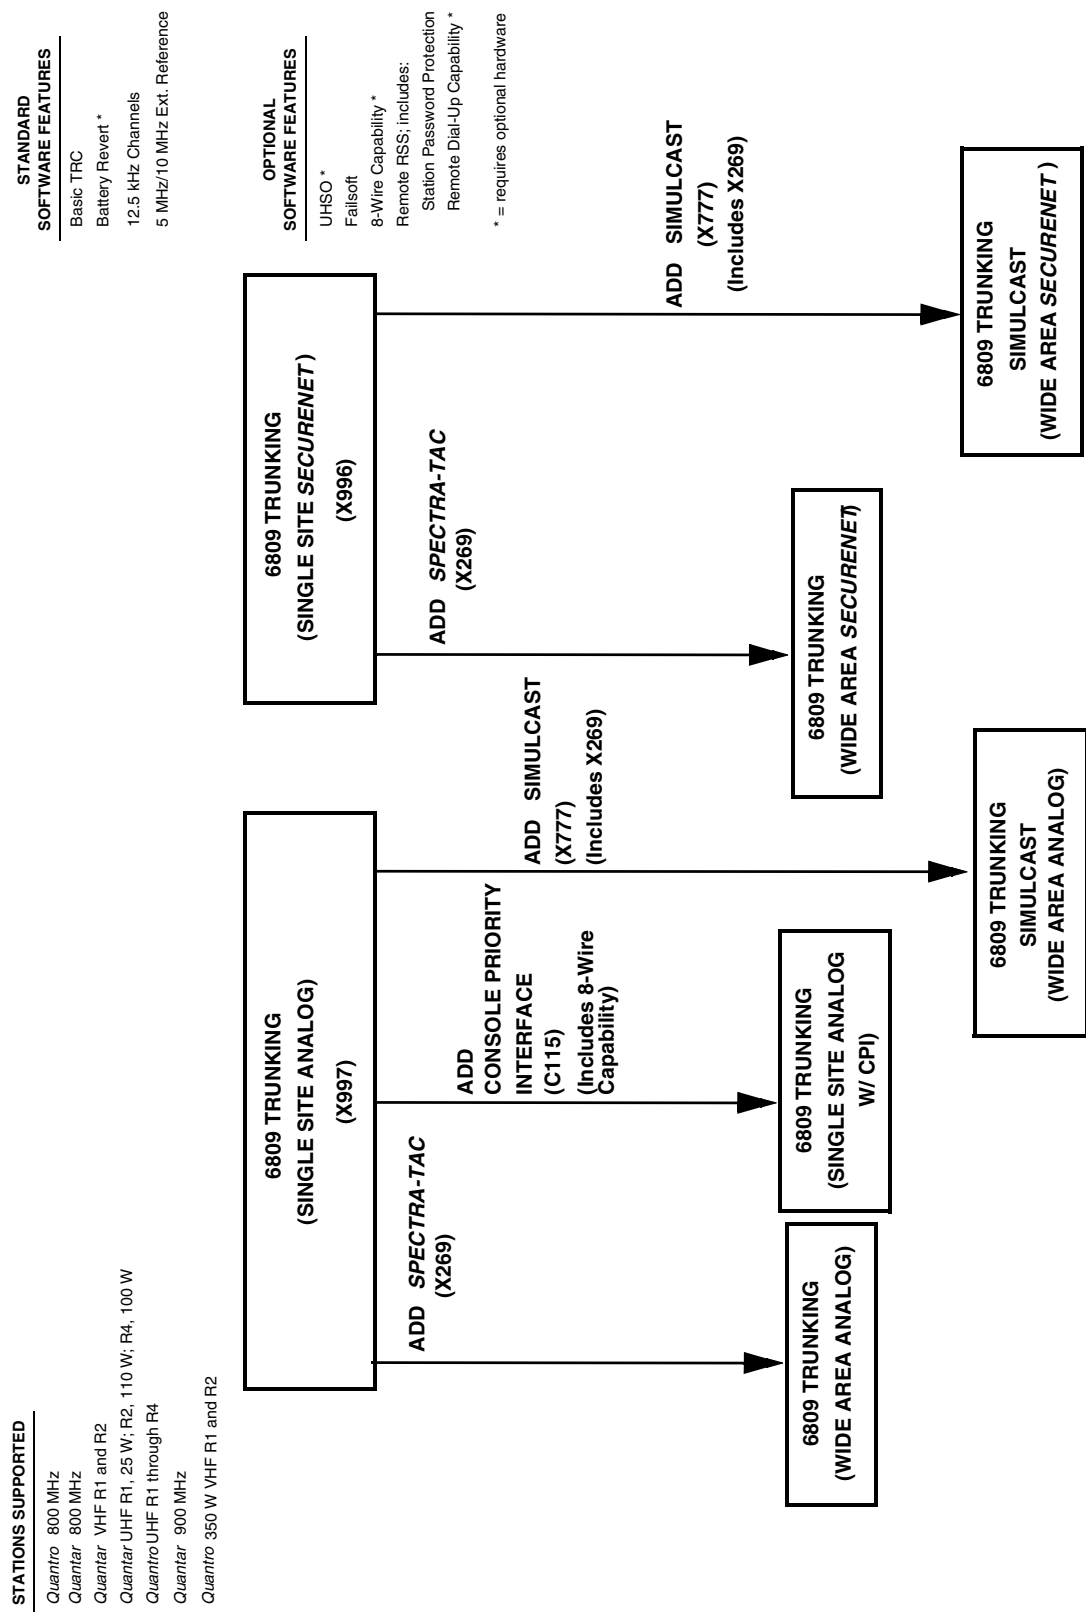 STATIONS SUPPORTED
Quantro 800 MHz
Quantar 800 MHz
Quantar VHF R1 and R2
Quantar UHF R1, 25 W; R2, 110 W; R4, 100 W
Quantro UHF R1 through R4
Quantar 900 MHz
Quantro 350 W VHF R1 and R2
STANDARD
SOFTWARE FEATURES
Basic TRC
Battery Revert *
12.5 kHz Channels
5 MHz/10 MHz Ext. Reference
OPTIONAL
SOFTWARE FEATURES
UHSO *
Failsoft
8-Wire Capability *
Remote RSS; includes:
Station Password Protection
Remote Dial-Up Capability *
* = requires optional hardware
6809 TRUNKING
(SINGLE SITE ANALOG)
(X997)
6809 TRUNKING
(SINGLE SITE SECURENET)
(X996)
ADD SPECTRA-TAC
(X269)
ADD
CONSOLE PRIORITY
INTERFACE
(C115)
(Includes 8-Wire
Capability)
ADD SIMULCAST
(X777)
(Includes X269)
ADD SPECTRA-TAC
(X269)
ADD SIMULCAST
(X777)
(Includes X269)
6809 TRUNKING
(WIDE AREA ANALOG)
6809 TRUNKING
(SINGLE SITE ANALOG
W/ CPI)
6809 TRUNKING
SIMULCAST
(WIDE AREA ANALOG)
6809 TRUNKING
(WIDE AREA SECURENET)
6809 TRUNKING
SIMULCAST
(WIDE AREA SECURENET )